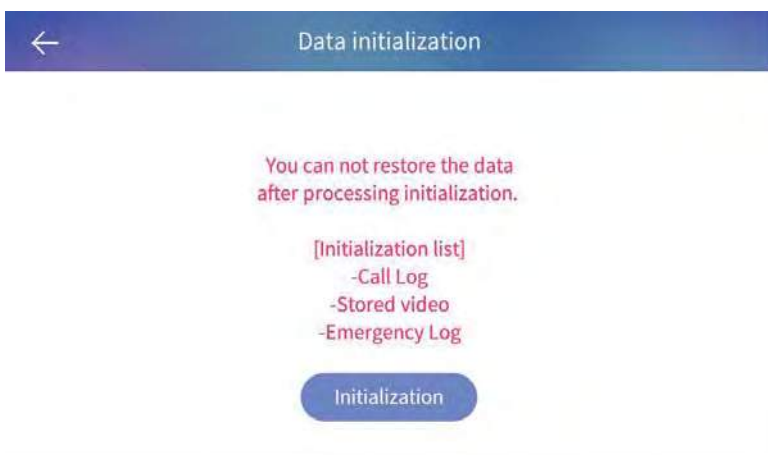 Data initialization
You can not restore the data
after processing initialization.
[Initialization list]
-Call Log
-Stored video
-Emergency Log
Initialization